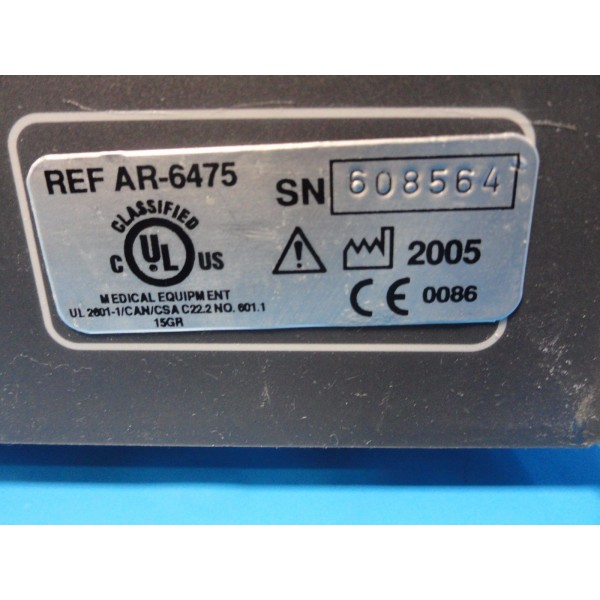 REF AR-6475
SN 608564
CLASSIFIED
C UL US
2005
CE 0086
MEDICAL EQUIPMENT
UL 2601-1/CAN/CSA C22.2 NO. 601.1
15GR